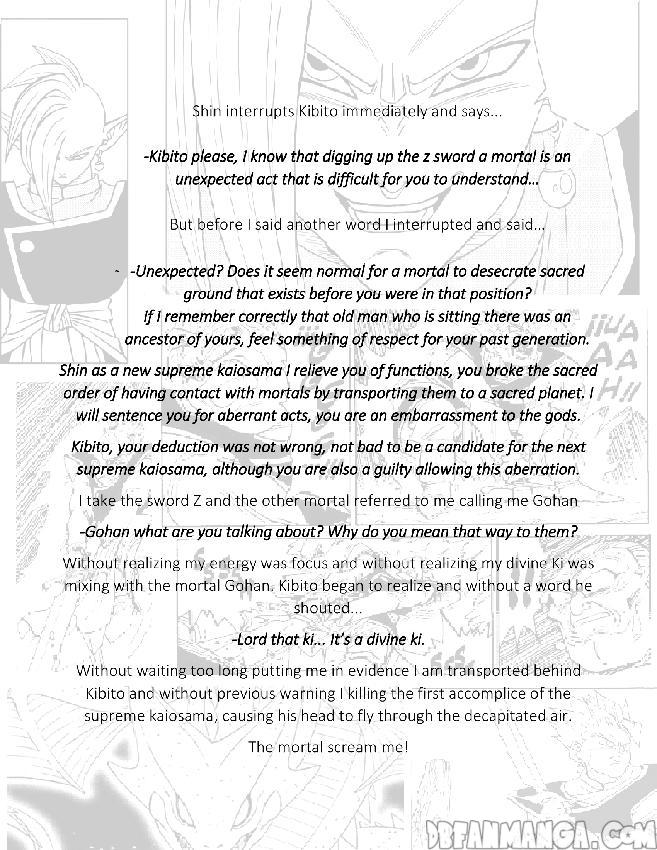 Shin interrupts Kibito immediately and says...
-Kibito please, I know that digging up the z sword a mortal is an
unexpected act that is difficult for you to understand...
But before I said another word I interrupted and said...
- -Unexpected? Does it seem normal for a mortal to desecrate sacred
ground that exists before you were in that position?
If I remember correctly that old man who is sitting there was an
ancestor of yours, feel something of respect for your past generation.
Shin as a new supreme kaiosama I relieve you of functions, you broke the sacred
order of having contact with mortals by transporting them to a sacred planet. I
will sentence you for aberrant acts, you are an embarrassment to the gods.
Kibito, your deduction was not wrong, not bad to be a candidate for the next
supreme kaiosama, although you are also a guilty allowing this aberration.
I take the sword Z and the other mortal referred to me calling me Gohan
-Gohan what are you talking about? Why do you mean that way to them?
Without realizing my energy was focus and without realizing my divine Ki was
mixing with the mortal Gohan. Kibito began to realize and without a word he
shouted...
-Lord that ki... It's a divine ki.
Without waiting too long putting me in evidence I am transported behind
Kibito and without previous warning I killing the first accomplice of the
supreme kaiosama, causing his head to fly through the decapitated air.
The mortal scream me!
DBFANMANGA.COM